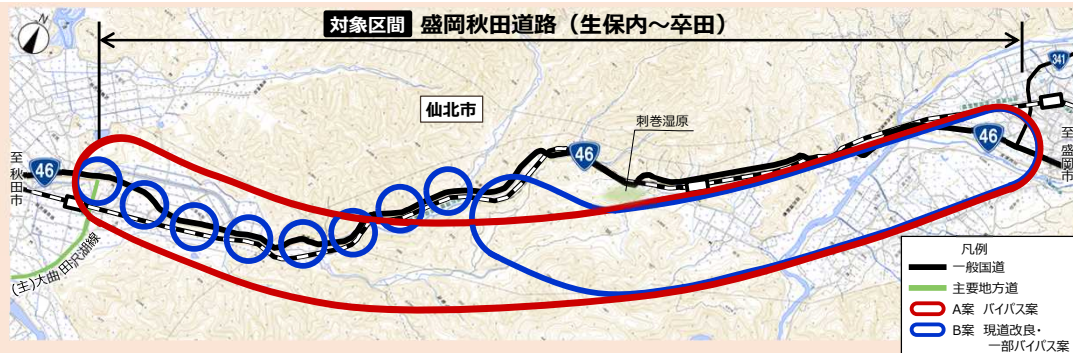 対象区間 盛岡秋田道路（生保内～卒田）
N
341
仙北市
刺巻湿原
至秋田市
46
46
46
至盛岡市
(主)大曲田沢湖線
凡例
一般国道
主要地方道
A案 バイパス案
B案 現道改良・
一部バイパス案